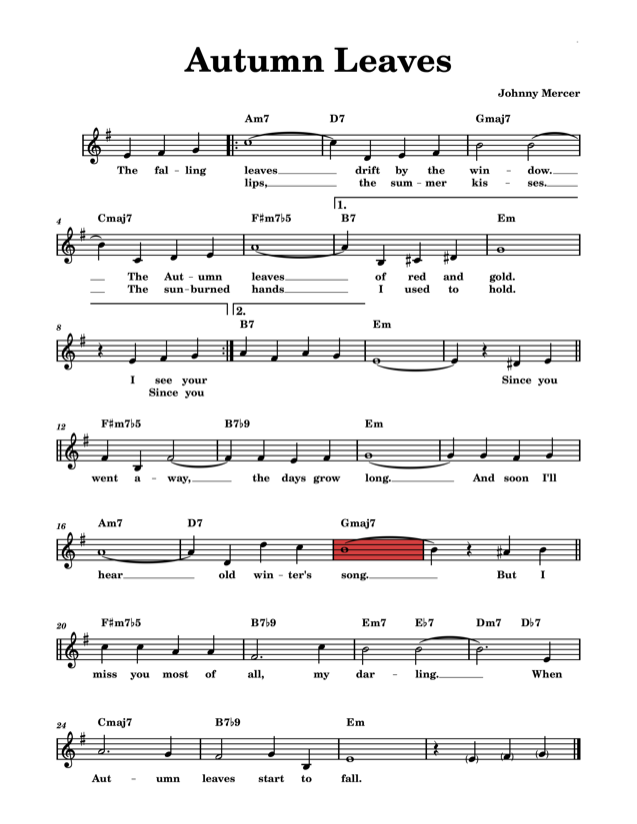 Autumn Leaves
Johnny Mercer
Am7 D7 Gmaj7
The fal - ling leaves drift by the win - dow.
lips, the sum - mer kis - ses.
1.
4 Cmaj7 F♯m7♭5 B7 Em
The Aut - umn leaves of red and gold.
The sun - burned hands I used to hold.
2.
8 B7 Em
I see your Since you
Since you
12 F♯m7♭5 B7♭9 Em
went a - way, the days grow long. And soon I'll
16 Am7 D7 Gmaj7
hear old win - ter's song. But I
20 F♯m7♭5 B7♭9 Em7 E♭7 Dm7 D♭7
miss you most of all, my dar - ling. When
24 Cmaj7 B7♭9 Em
Aut - umn leaves start to fall.